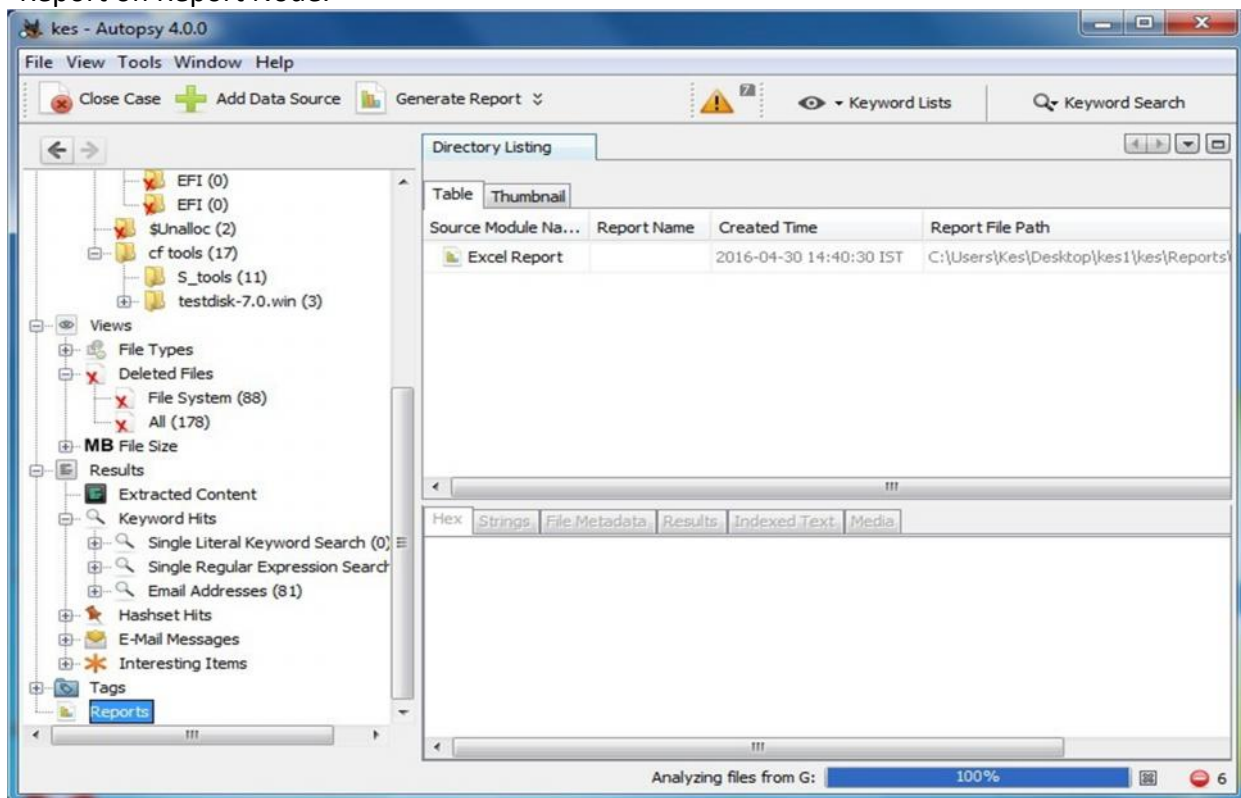 Report on Report Node.
kes - Autopsy 4.0.0
File View Tools Window Help
Close Case Add Data Source Generate Report Keyword Lists Keyword Search
Directory Listing
EFI (0)
EFI (0)
$Unalloc (2)
cf tools (17)
S_tools (11)
testdisk-7.0.win (3)
Views
File Types
Deleted Files
File System (88)
All (178)
MB File Size
Results
Extracted Content
Keyword Hits
Single Literal Keyword Search (0)
Single Regular Expression Search
Email Addresses (81)
Hashset Hits
E-Mail Messages
Interesting Items
Tags
Reports
Table Thumbnail
Source Module Na... Report Name Created Time Report File Path
Excel Report 2016-04-30 14:40:30 IST C:\Users\Kes\Desktop\kes1\kes\Reports\
Hex Strings File Metadata Results Indexed Text Media
Analyzing files from G: 100% 6